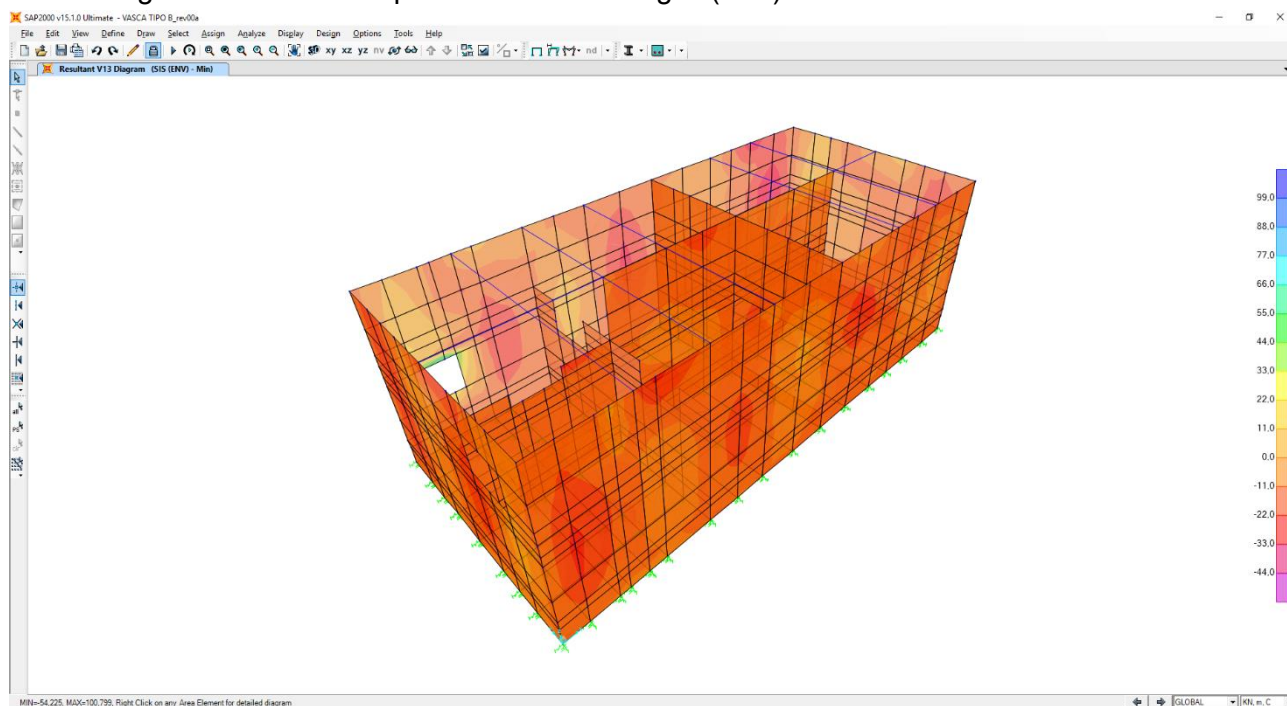 SAP2000 v15.1.0 Ultimate - VASCA TIPO B_rev00a
File Edit View Define Draw Select Assign Analyze Display Design Options Tools Help
xy xz yz nv nd
Resultant V13 Diagram (SIS (ENV) - Min)
99.0
88.0
77.0
66.0
55.0
44.0
33.0
22.0
11.0
0.0
-11.0
-22.0
-33.0
-44.0
MIN=-54,225, MAX=100,799, Right Click on any Area Element for detailed diagram
GLOBAL
KN, m, C